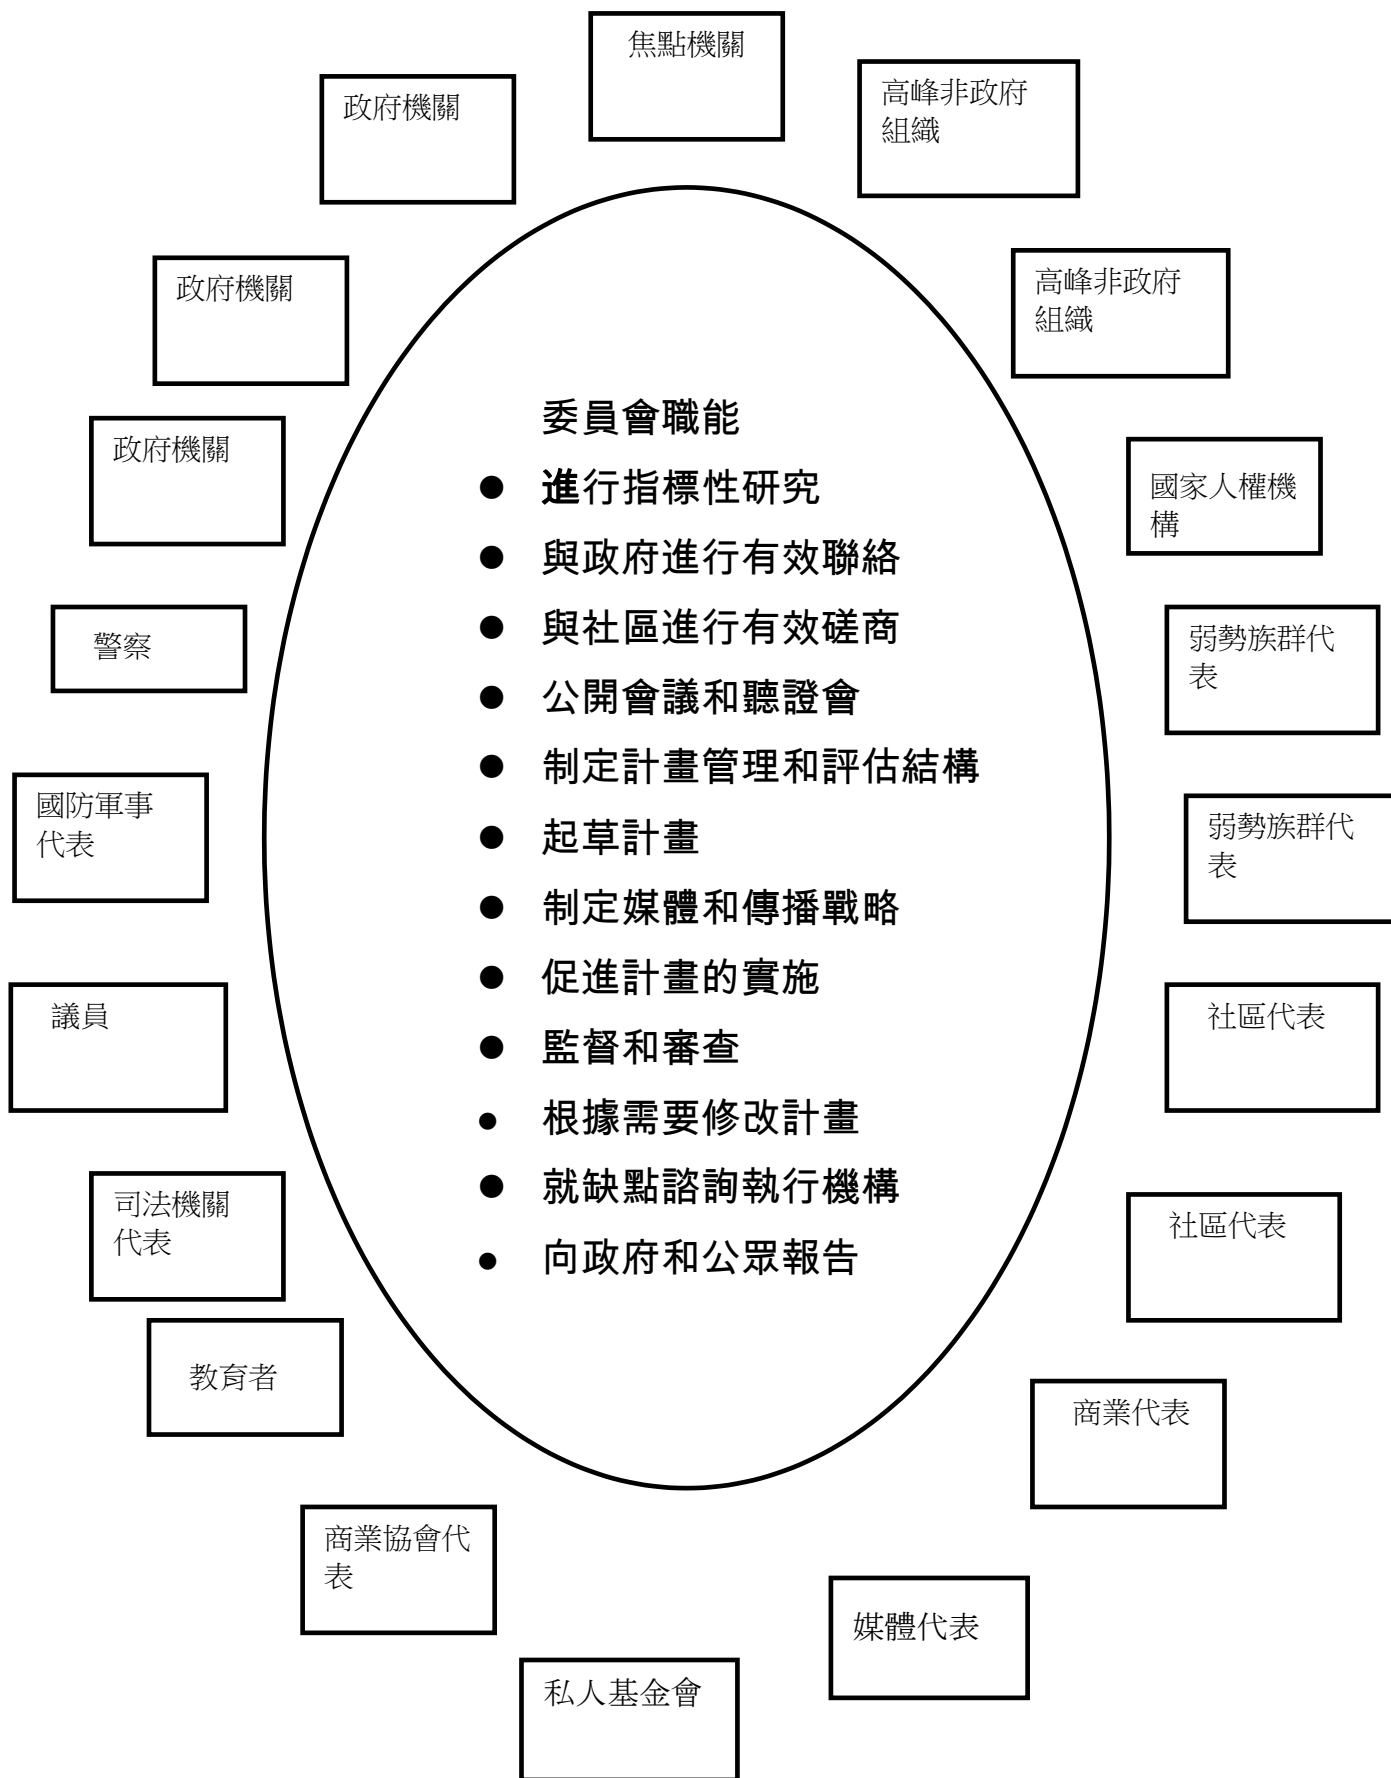 焦點機關
政府機關
高峰非政府
組織
政府機關
高峰非政府
組織
政府機關
國家人權機
構
警察
弱勢族群代
表
國防軍事
代表
弱勢族群代
表
議員
社區代表
司法機關
代表
社區代表
教育者
商業代表
商業協會代
表
媒體代表
私人基金會
委員會職能
● 進行指標性研究
● 與政府進行有效聯絡
● 與社區進行有效磋商
● 公開會議和聽證會
● 制定計畫管理和評估結構
● 起草計畫
● 制定媒體和傳播戰略
● 促進計畫的實施
● 監督和審查
● 根據需要修改計畫
● 就缺點諮詢執行機構
● 向政府和公眾報告